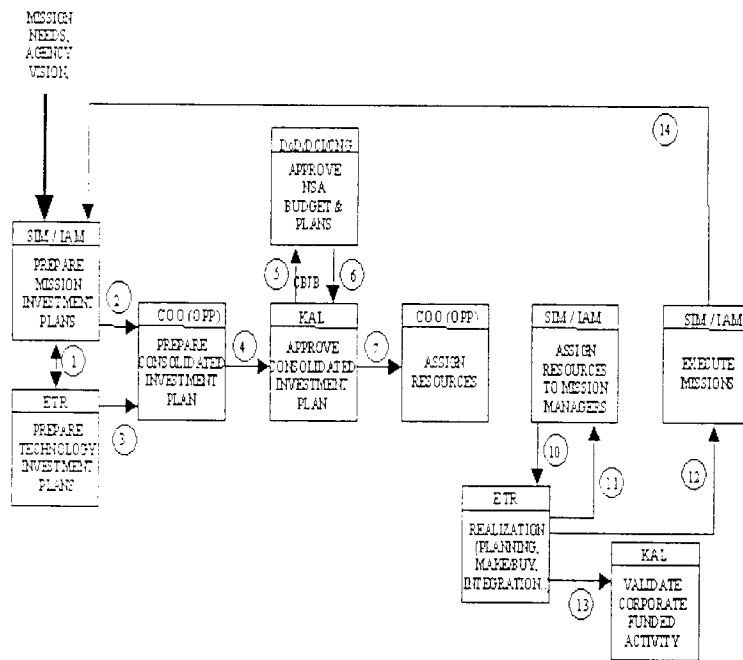 MISSION
NEEDS,
AGENCY
VISION,
14
DoD/DCI/CNG
APPROVE
NSA
BUDGET &
PLANS
SIM / IAM
PREPARE
MISSION
INVESTMENT
PLANS
2
5
CBJB
6
COO (OPP)
PREPARE
CONSOLIDATED
INVESTMENT
PLAN
4
KAL
APPROVE
CONSOLIDATED
INVESTMENT
PLAN
7
COO (OPP)
ASSIGN
RESOURCES
SIM / IAM
ASSIGN
RESOURCES
TO MISSION
MANAGERS
SIM / IAM
EXECUTE
MISSIONS
1
ETR
PREPARE
TECHNOLOGY
INVESTMENT
PLANS
3
10
11
12
ETR
REALIZATION
(PLANNING,
MAKE/BUY,
INTEGRATION..
13
KAL
VALIDATE
CORPORATE
FUNDED
ACTIVITY